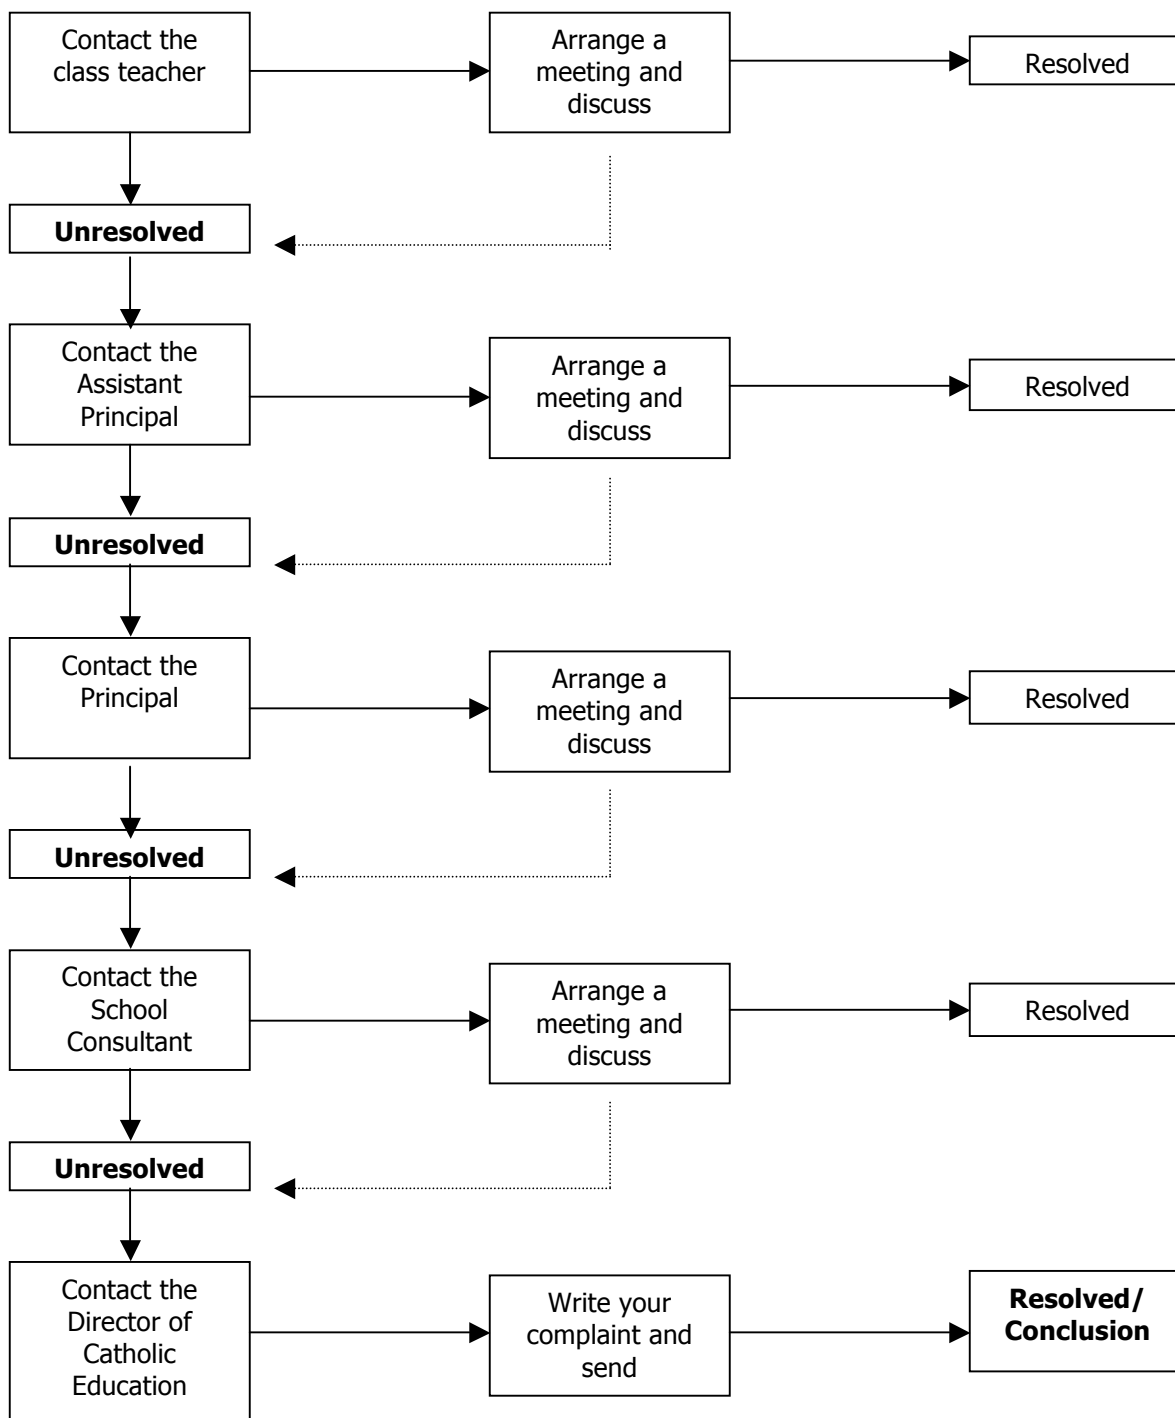 Contact the
class teacher
Arrange a
meeting and
discuss
Resolved
Unresolved
Contact the
Assistant
Principal
Arrange a
meeting and
discuss
Resolved
Unresolved
Contact the
Principal
Arrange a
meeting and
discuss
Resolved
Unresolved
Contact the
School
Consultant
Arrange a
meeting and
discuss
Resolved
Unresolved
Contact the
Director of
Catholic
Education
Write your
complaint and
send
Resolved/
Conclusion